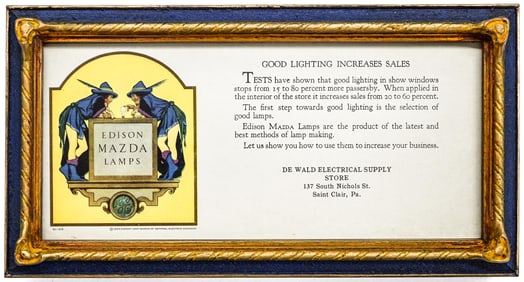 EDISON
MAZDA
LAMPS
GOOD LIGHTING INCREASES SALES
TESTS have shown that good lighting in show windows
stops from 15 to 80 percent more passersby. When applied in
the interior of the store it increases sales from 20 to 60 percent.
The first step towards good lighting is the selection of
good lamps.
Edison MAZDA Lamps are the product of the latest and
best methods of lamp making.
Let us show you how to use them to increase your business.
DE WALD ELECTRICAL SUPPLY
STORE
137 South Nichols St.
Saint Clair, Pa.